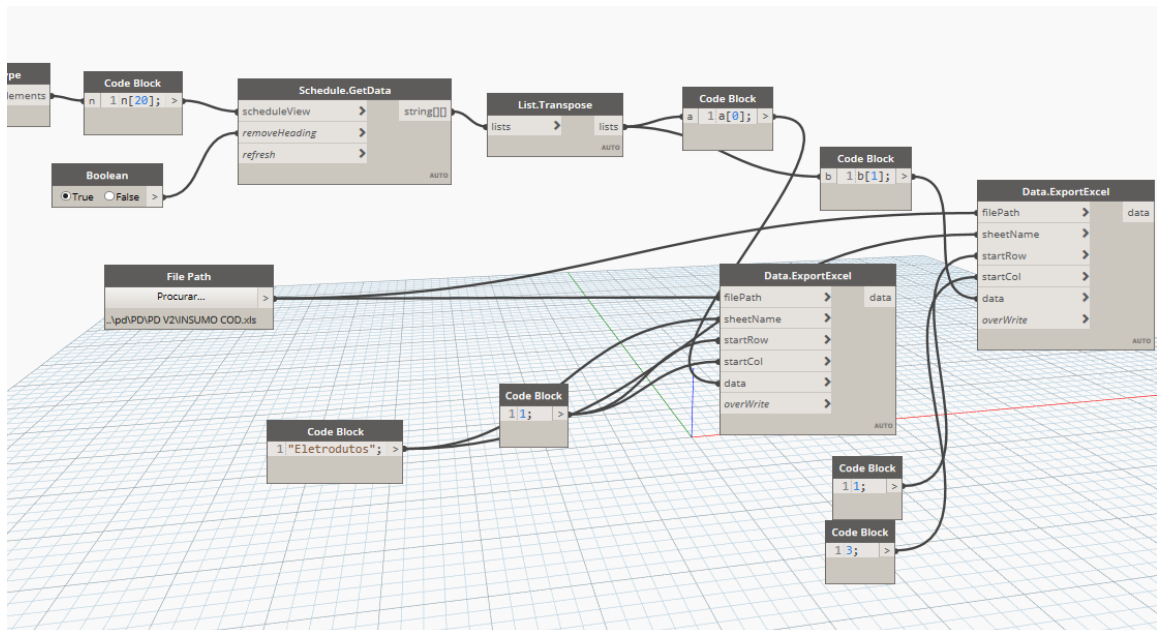 ype
lements >
Code Block
n 1 n[20]; >
Schedule.GetData
scheduleView > string[][]
removeHeading >
refresh >
AUTO
Boolean
True False >
List.Transpose
lists > lists
AUTO
Code Block
a 1 a[0]; >
Code Block
b 1 b[1]; >
File Path
Procurar... >
..\pd\PD\PD V2\INSUMO COD.xls
Data.ExportExcel
filePath > data
sheetName >
startRow >
startCol >
data >
overWrite >
AUTO
Data.ExportExcel
filePath > data
sheetName >
startRow >
startCol >
data >
overWrite >
AUTO
Code Block
1 1; >
Code Block
1 "Eletrodutos"; >
Code Block
1 1; >
Code Block
1 3; >